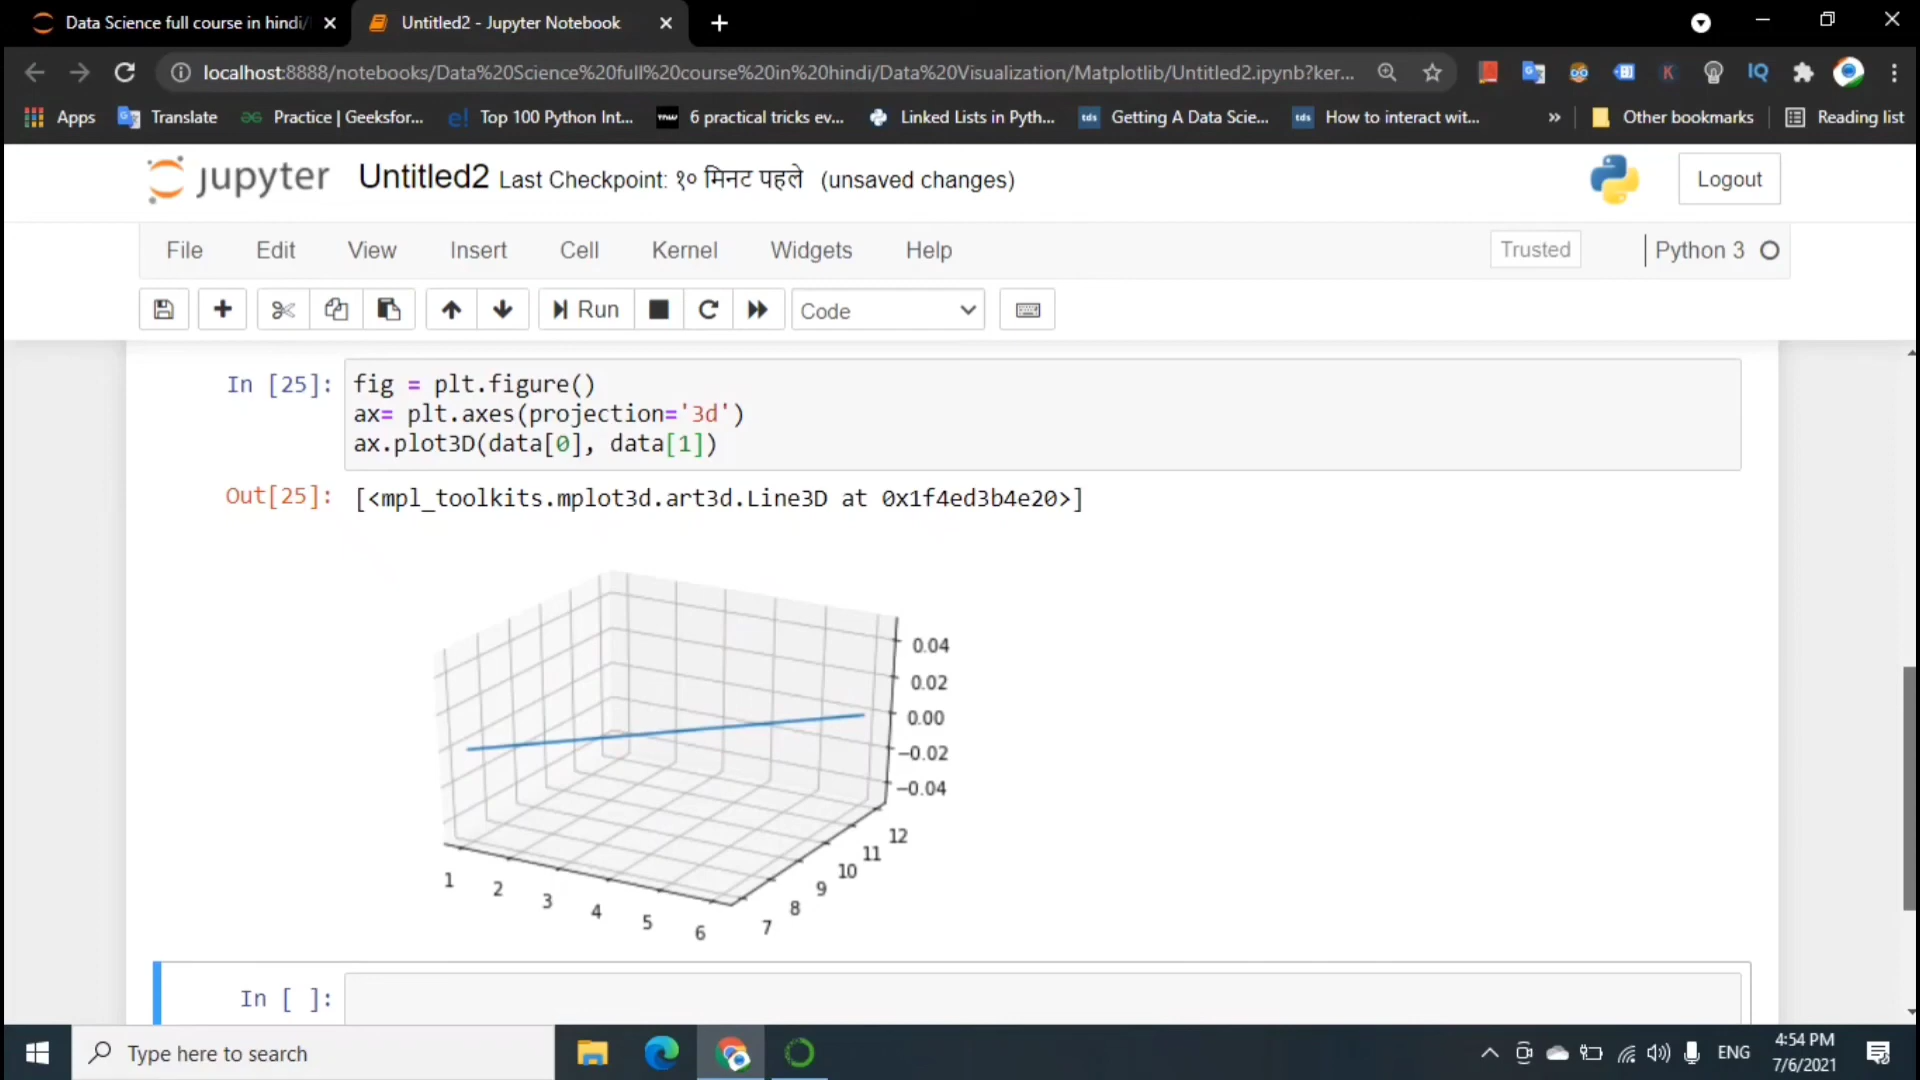 Data Science full course in hindi/
Untitled2 - Jupyter Notebook
localhost:8888/notebooks/Data%20Science%20full%20course%20in%20hindi/Data%20Visualization/Matplotlib/Untitled2.ipynb?ker...
IQ
Apps
Translate
Practice | Geeksfor...
Top 100 Python Int...
6 practical tricks ev...
Linked Lists in Pyth...
tds Getting A Data Scie...
tds How to interact wit...
»
Other bookmarks
Reading list
jupyter
Untitled2 Last Checkpoint: १० मिनट पहले (unsaved changes)
Logout
File Edit View Insert Cell Kernel Widgets Help
Trusted
Python 3
Run
Code
In [25]: fig = plt.figure()
ax= plt.axes(projection='3d')
ax.plot3D(data[0], data[1])
Out[25]: [<mpl_toolkits.mplot3d.art3d.Line3D at 0x1f4ed3b4e20>]
0.04
0.02
0.00
−0.02
−0.04
12
11
10
9
8
7
1 2 3 4 5 6
In [ ]:
Type here to search
ENG
4:54 PM
7/6/2021